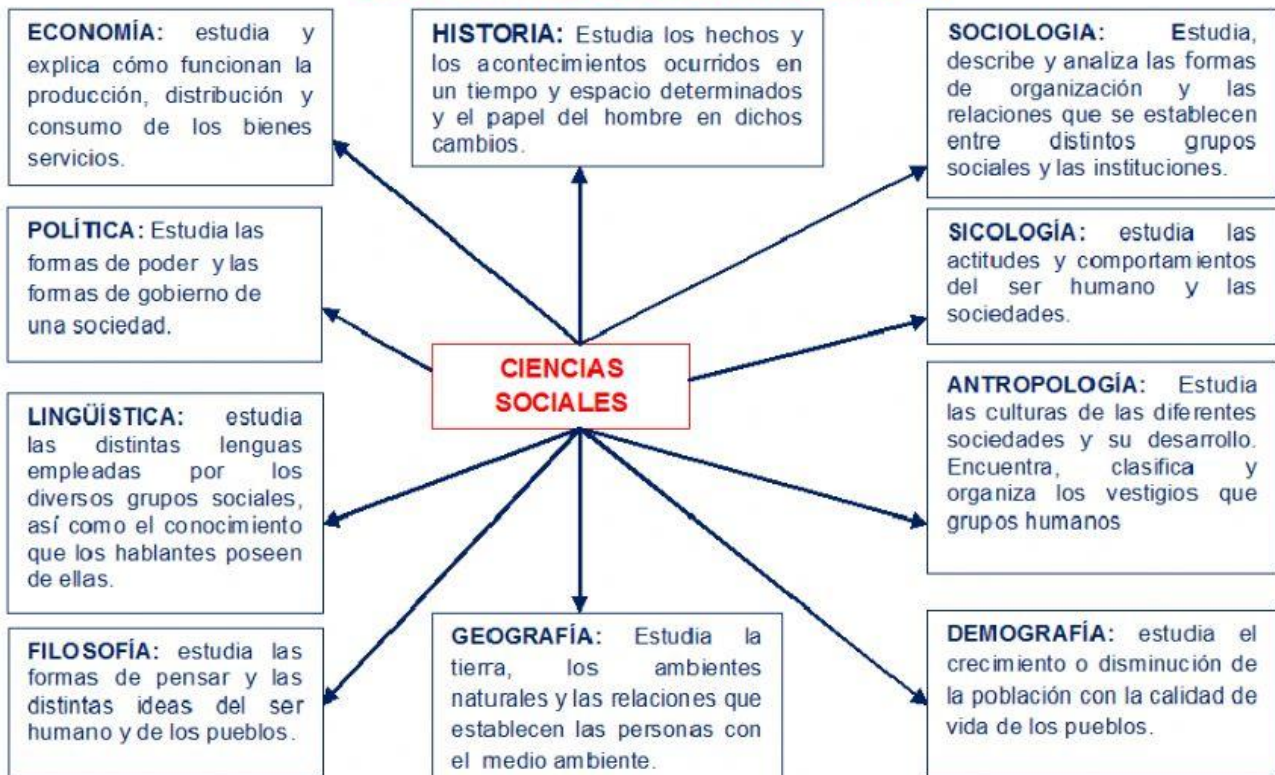 ECONOMÍA: estudia y
explica cómo funcionan la
producción, distribución y
consumo de los bienes
servicios.
HISTORIA: Estudia los hechos y
los acontecimientos ocurridos en
un tiempo y espacio determinados
y el papel del hombre en dichos
cambios.
SOCIOLOGIA: Estudia,
describe y analiza las formas
de organización y las
relaciones que se establecen
entre distintos grupos
sociales y las instituciones.
POLÍTICA: Estudia las
formas de poder y las
formas de gobierno de
una sociedad.
SICOLOGÍA: estudia las
actitudes y comportamientos
del ser humano y las
sociedades.
CIENCIAS
SOCIALES
LINGÜÍSTICA: estudia
las distintas lenguas
empleadas por los
diversos grupos sociales,
así como el conocimiento
que los hablantes poseen
de ellas.
ANTROPOLOGÍA: Estudia
las culturas de las diferentes
sociedades y su desarrollo.
Encuentra, clasifica y
organiza los vestigios que
grupos humanos
FILOSOFÍA: estudia las
formas de pensar y las
distintas ideas del ser
humano y de los pueblos.
GEOGRAFÍA: Estudia la
tierra, los ambientes
naturales y las relaciones que
establecen las personas con
el medio ambiente.
DEMOGRAFÍA: estudia el
crecimiento o disminución de
la población con la calidad de
vida de los pueblos.